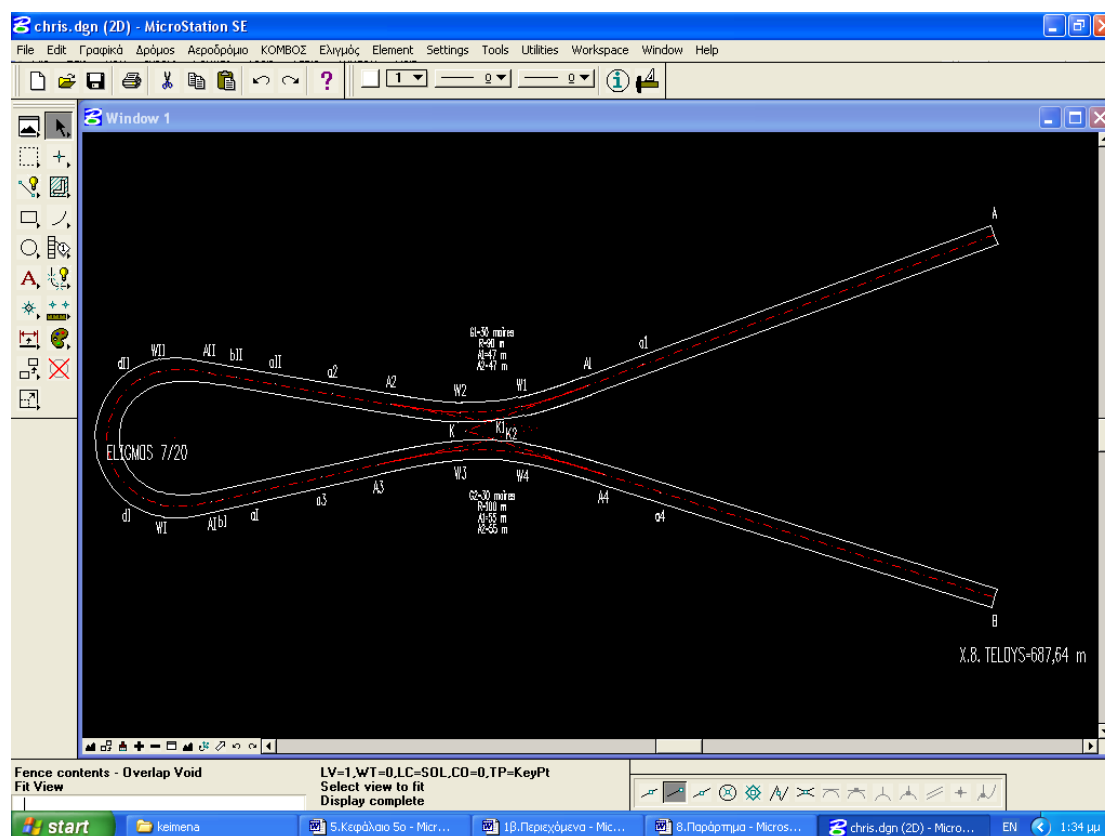 chris.dgn (2D) - MicroStation SE
File Edit Γραφικά Δρόμος Αεροδρόμιο ΚΟΜΒΟΣ Ελιγμός Element Settings Tools Utilities Workspace Window Help
1 0 0
Window 1
A
G1=30 moires
R=90 m
A1=47 m
A2=47 m
a1
WII AII bII
dII aII a2 A2 W2 W1 A1
K K1 K2
ELIGMOS 7/20
W3 W4
a3 A3 A4
G2=30 moires
R=100 m
A1=55 m
A2=55 m
dI WI AI bI aI a4
B
X.8. TELOYS=687,64 m
Fence contents - Overlap Void
Fit View
LV=1,WT=0,LC=SOL,CO=0,TP=KeyPt
Select view to fit
Display complete
start keimena 5.Κεφάλαιο 5ο - Micr... 1β.Περιεχόμενα - Mic... 8.Παράρτημα - Micros... chris.dgn (2D) - Micro... EN 1:34 μμ